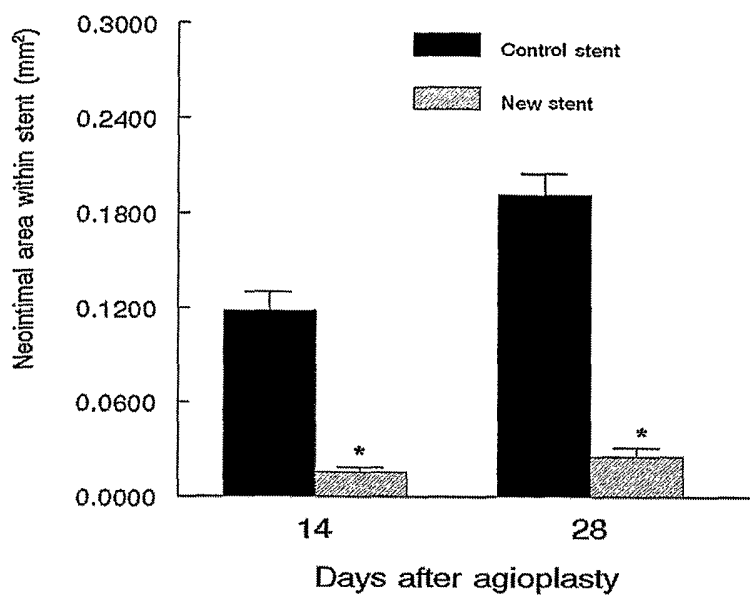 Neointimal area within stent (mm²)
0.3000
0.2400
0.1800
0.1200
0.0600
0.0000
Control stent
New stent
*
*
14
28
Days after agioplasty